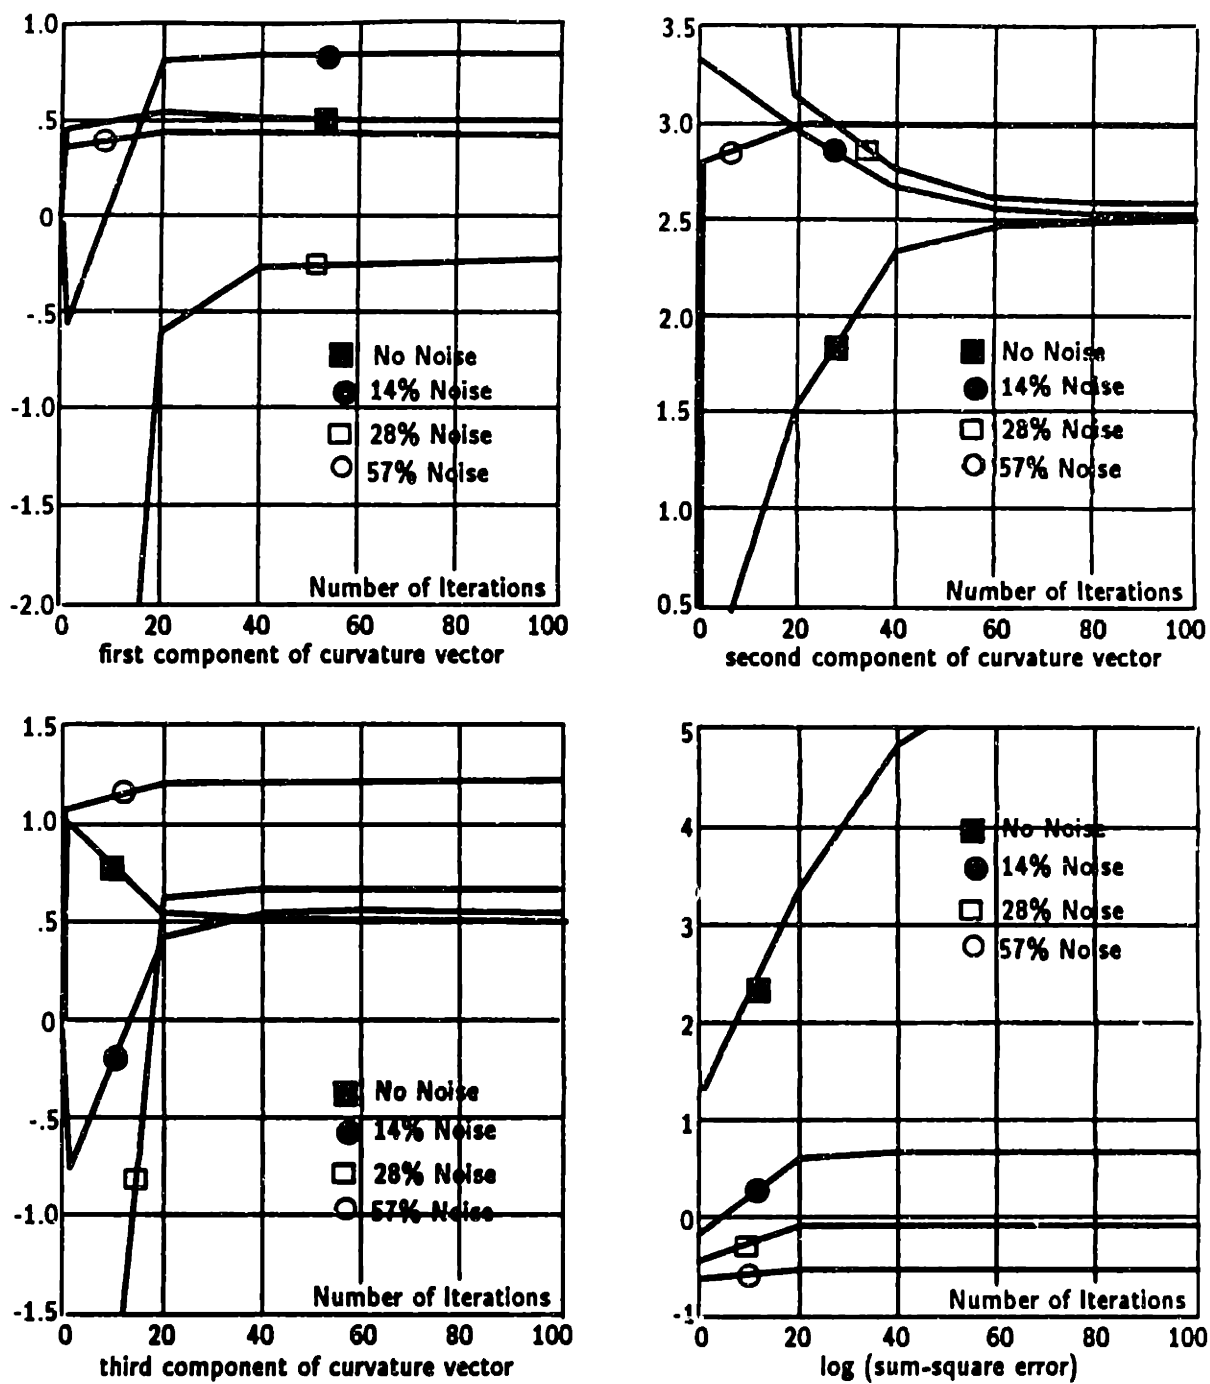 1.0
.5
0
-.5
-1.0
-1.5
-2.0
No Noise
14% Noise
28% Noise
57% Noise
Number of Iterations
0 20 40 60 80 100
first component of curvature vector
3.5
3.0
2.5
2.0
1.5
1.0
0.5
No Noise
14% Noise
28% Noise
57% Noise
Number of Iterations
0 20 40 60 80 100
second component of curvature vector
1.5
1.0
.5
0
-.5
-1.0
-1.5
No Noise
14% Noise
28% Noise
57% Noise
Number of Iterations
0 20 40 60 80 100
third component of curvature vector
5
4
3
2
1
0
-1
No Noise
14% Noise
28% Noise
57% Noise
Number of Iterations
0 20 40 60 80 100
log (sum-square error)